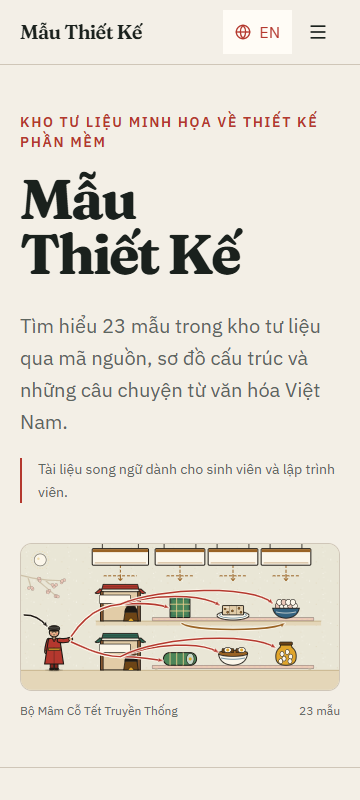 Mẫu Thiết Kế
EN
KHO TƯ LIỆU MINH HỌA VỀ THIẾT KẾ
PHẦN MỀM
Mẫu
Thiết Kế
Tìm hiểu 23 mẫu trong kho tư liệu
qua mã nguồn, sơ đồ cấu trúc và
những câu chuyện từ văn hóa Việt
Nam.
Tài liệu song ngữ dành cho sinh viên và lập trình
viên.
Bộ Mâm Cỗ Tết Truyền Thống
23 mẫu